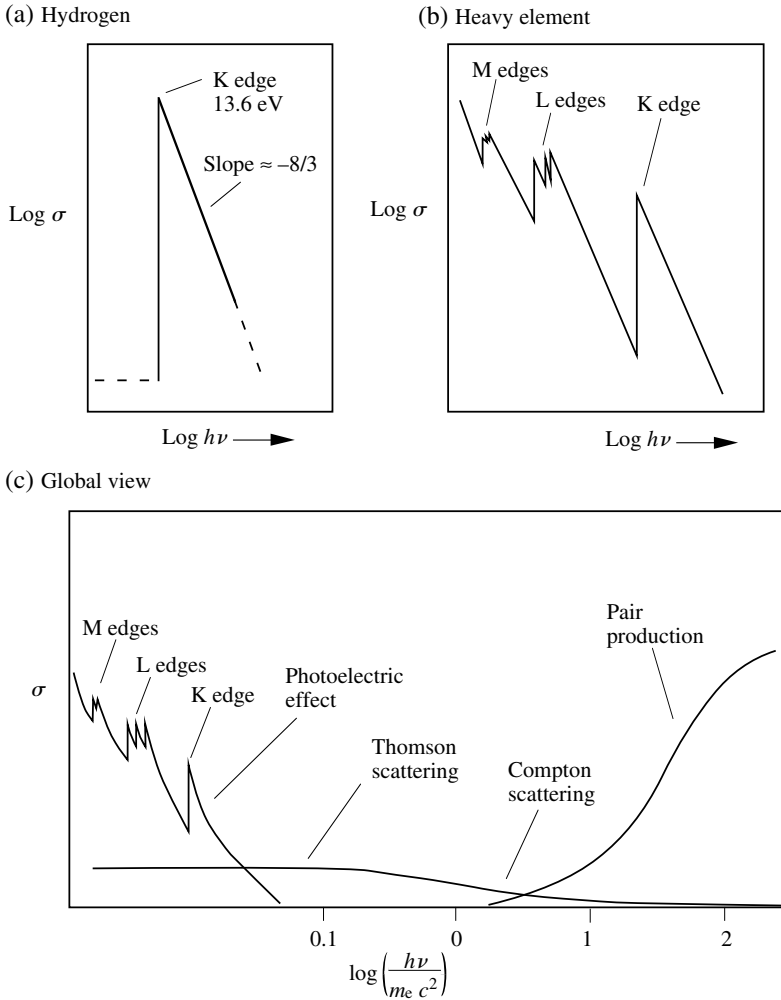 (a) Hydrogen
K edge
13.6 eV
Slope ≈ –8/3
Log σ
Log hν
(b) Heavy element
M edges
L edges
K edge
Log σ
Log hν
(c) Global view
M edges
L edges
K edge
Photoelectric
effect
Thomson
scattering
Compton
scattering
Pair
production
σ
0.1 0 1 2
log (hν / mₑ c²)